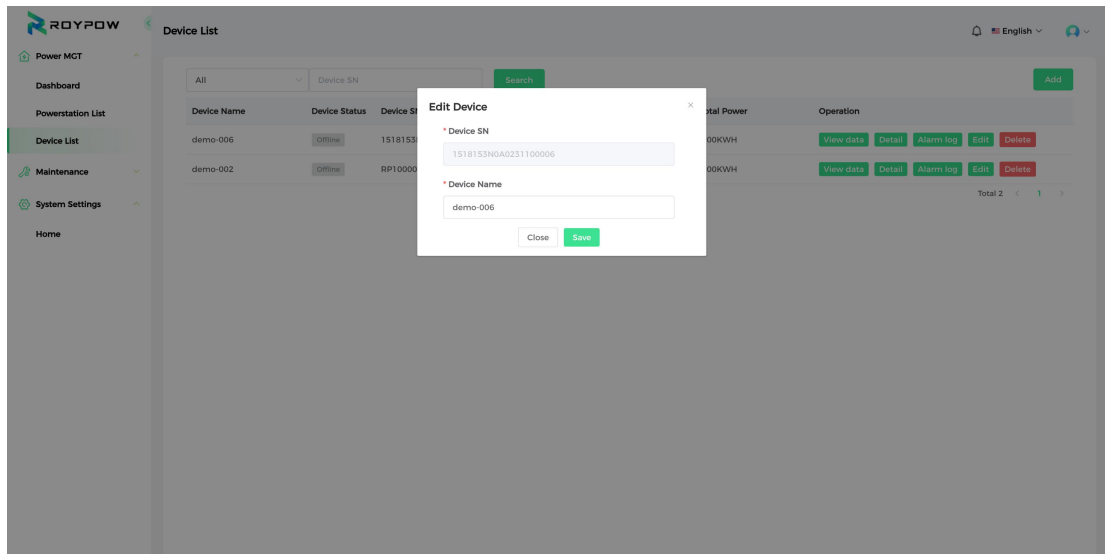 ROYPOW
Device List
English
Power MGT
Dashboard
Powerstation List
Device List
Maintenance
System Settings
Home
All Device SN Search Add
Device Name Device Status Device S otal Power Operation
demo-006 Offline 1518153 00KWH View data Detail Alarm log Edit Delete
demo-002 Offline RP10000 00KWH View data Detail Alarm log Edit Delete
Total 2 < 1 >
Edit Device ×
* Device SN
1518153N0A0231100006
* Device Name
demo-006
Close Save